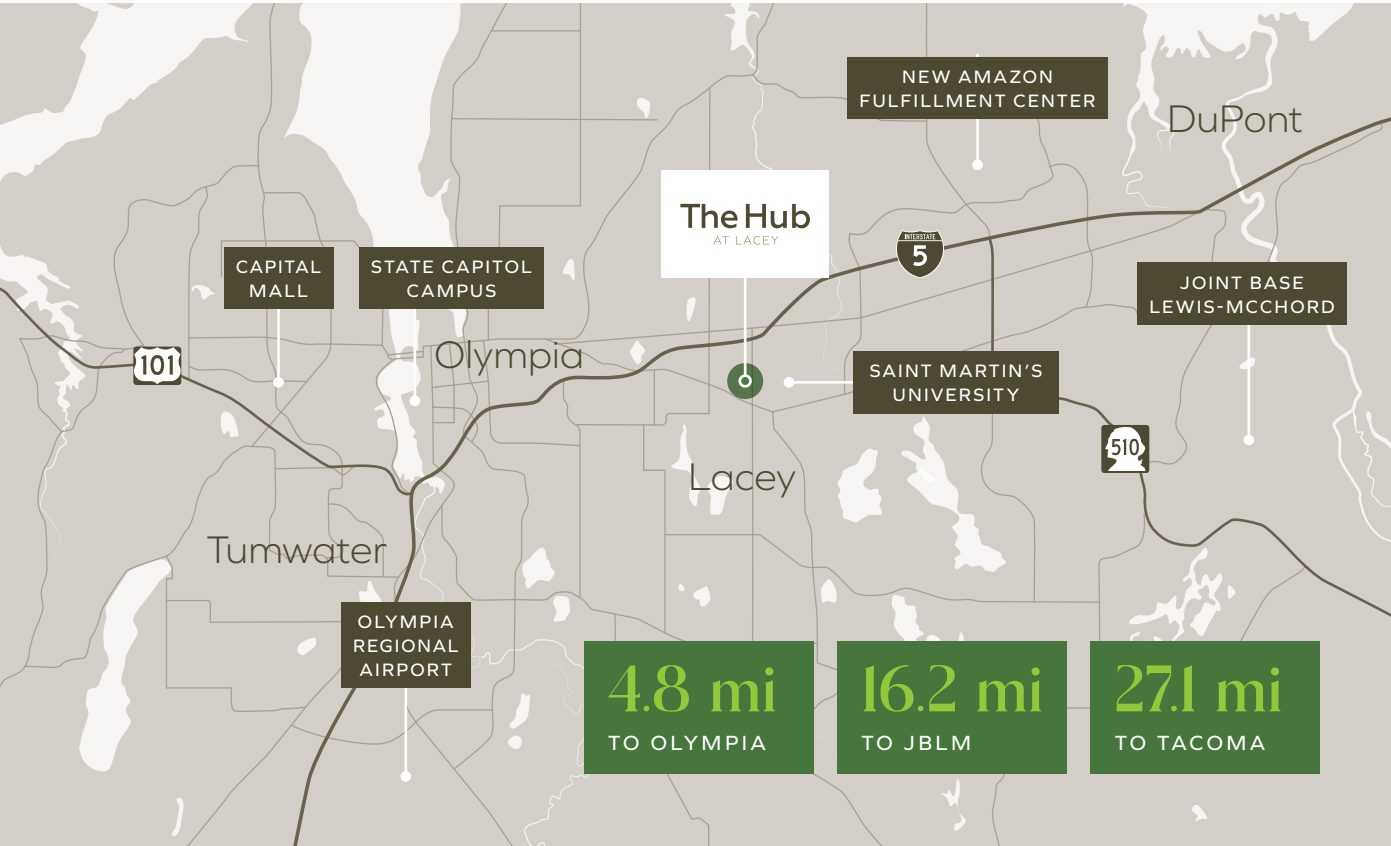 NEW AMAZON
FULFILLMENT CENTER
DuPont
The Hub
AT LACEY
INTERSTATE
5
CAPITAL
MALL
STATE CAPITOL
CAMPUS
JOINT BASE
LEWIS-MCCHORD
101
Olympia
SAINT MARTIN'S
UNIVERSITY
510
Lacey
Tumwater
OLYMPIA
REGIONAL
AIRPORT
4.8 mi
TO OLYMPIA
16.2 mi
TO JBLM
27.1 mi
TO TACOMA